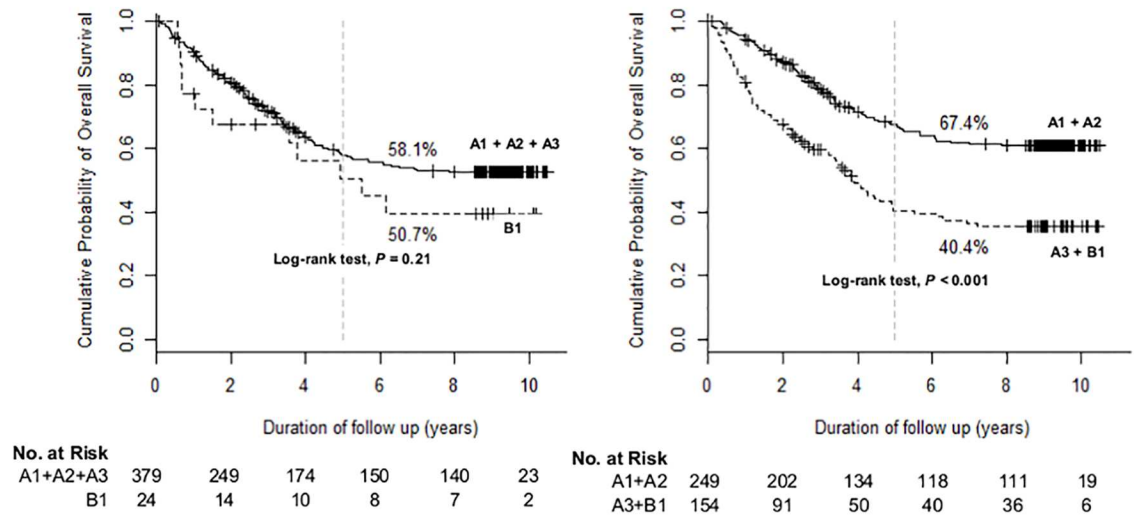 Cumulative Probability of Overall Survival
1.0
0.8
0.6
0.4
0.2
0.0
58.1%
A1 + A2 + A3
50.7%
B1
Log-rank test, P = 0.21
0 2 4 6 8 10
Duration of follow up (years)
No. at Risk
A1+A2+A3 379 249 174 150 140 23
B1 24 14 10 8 7 2
Cumulative Probability of Overall Survival
1.0
0.8
0.6
0.4
0.2
0.0
67.4%
A1 + A2
40.4%
A3 + B1
Log-rank test, P < 0.001
0 2 4 6 8 10
Duration of follow up (years)
No. at Risk
A1+A2 249 202 134 118 111 19
A3+B1 154 91 50 40 36 6